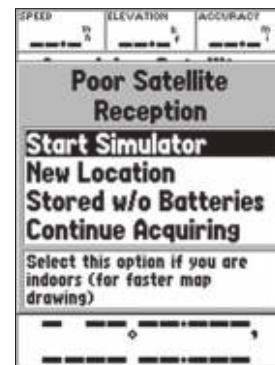 SPEED ELEVATION ACCURACY
Poor Satellite
Reception
Start Simulator
New Location
Stored w/o Batteries
Continue Acquiring
Select this option if you are
indoors (for faster map
drawing)